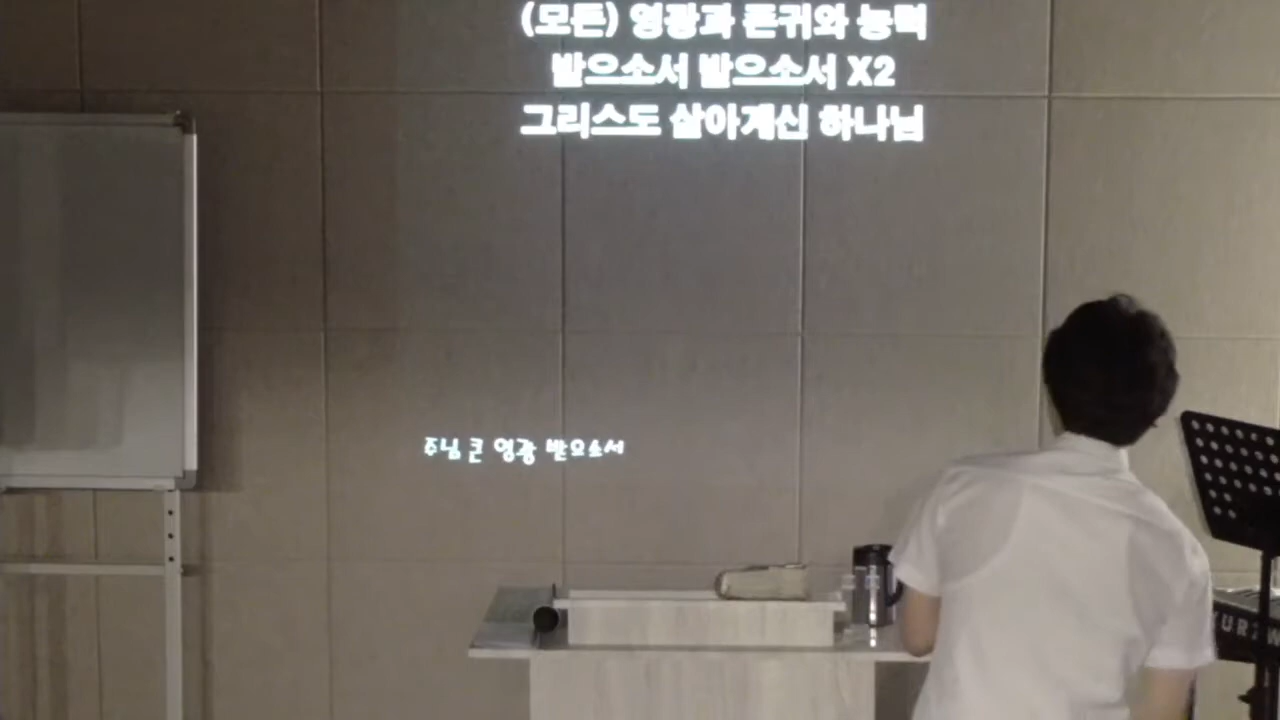 (모든) 영광과 존귀와 능력
받으소서 받으소서 X2
그리스도 살아계신 하나님
주님 큰 영광 받으소서